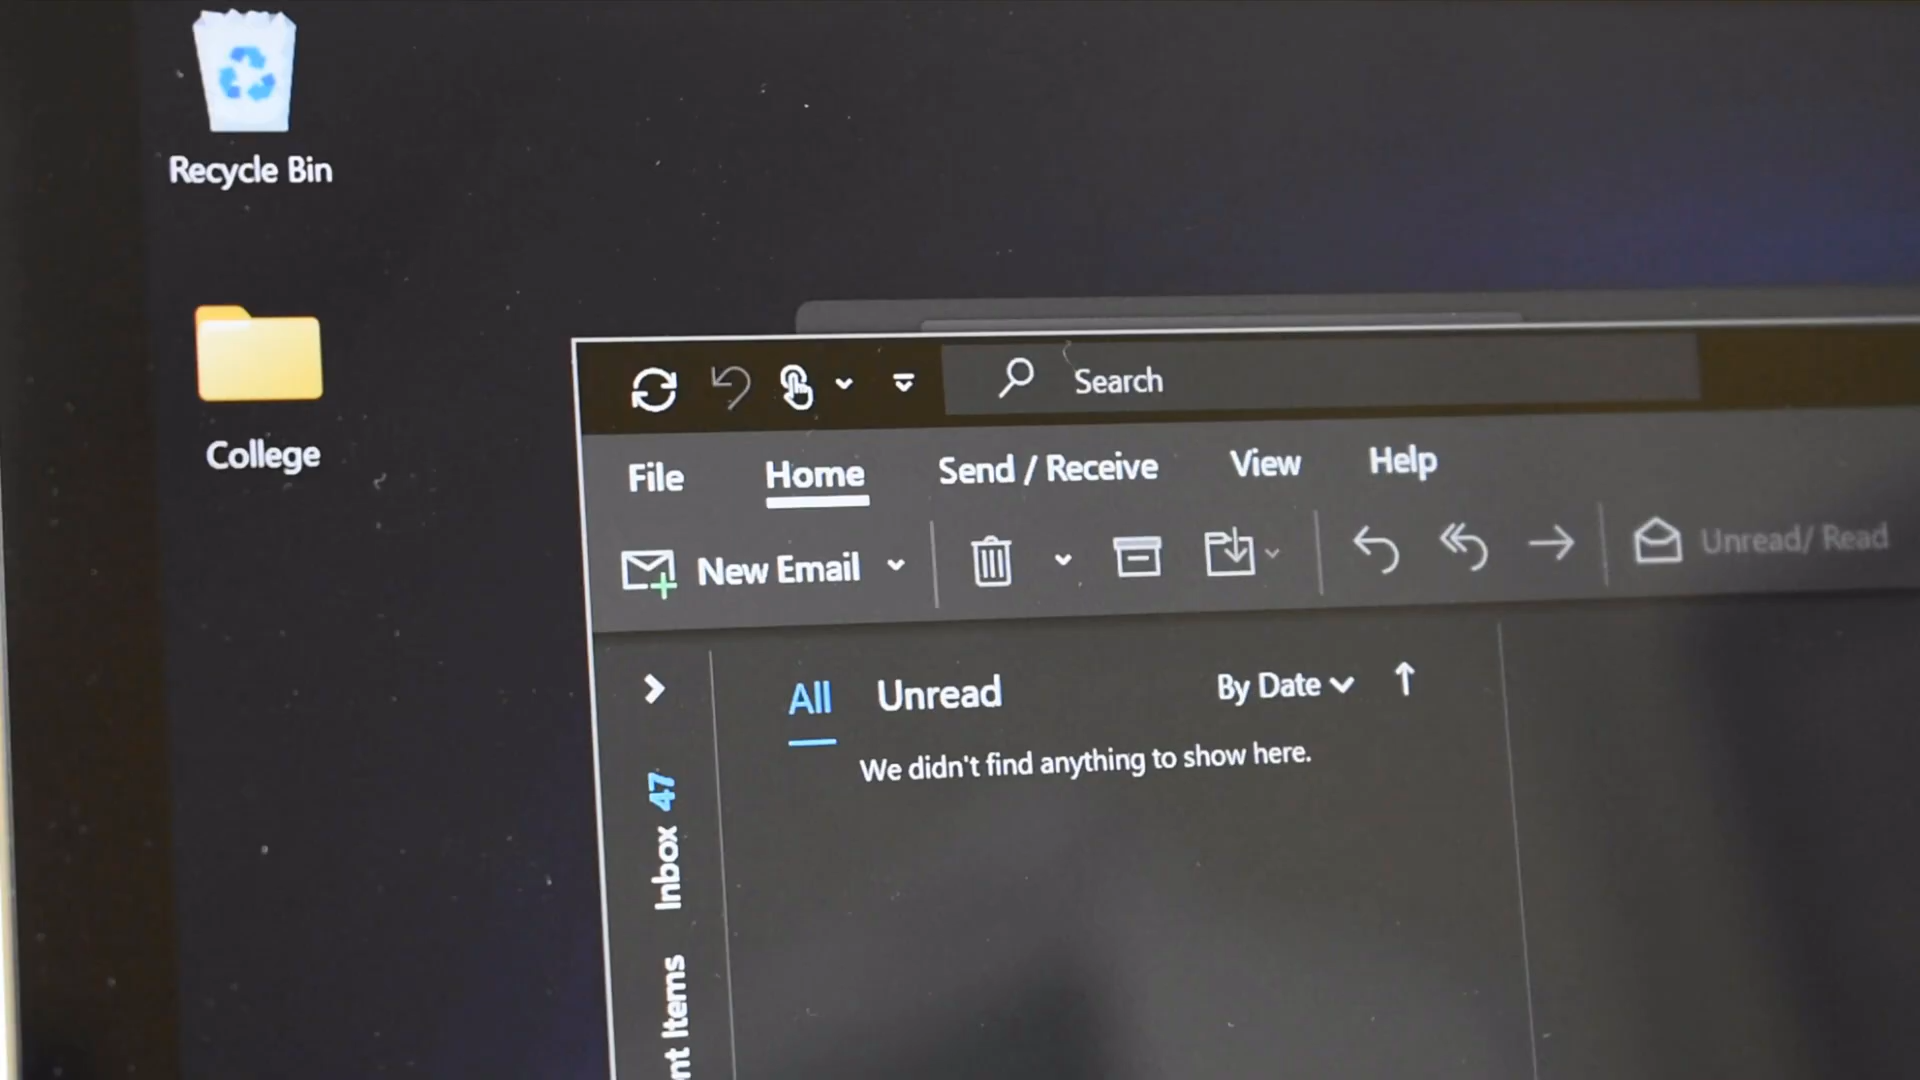 Recycle Bin
College
Search
File Home Send / Receive View Help
New Email Unread/ Read
All Unread By Date
We didn't find anything to show here.
Inbox 47
Items